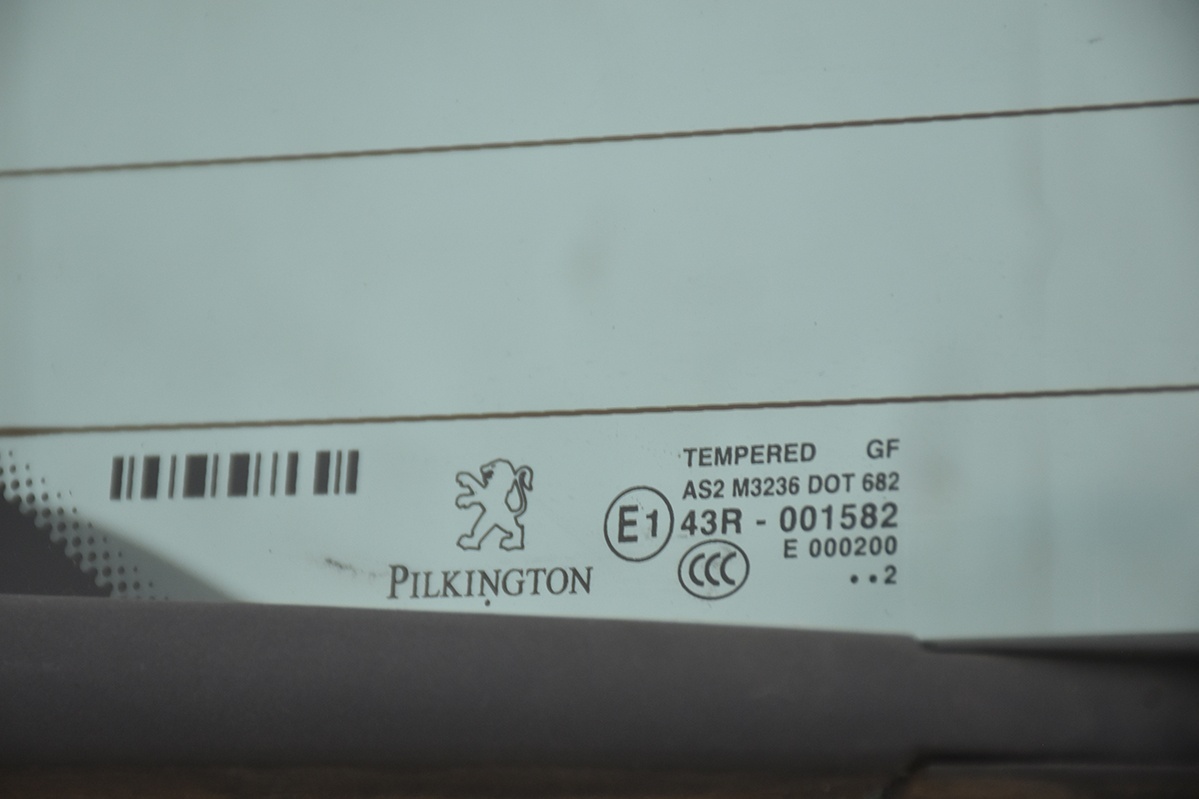 TEMPERED GF
AS2 M3236 DOT 682
E1 43R - 001582
E 000200
CCC
••2
PILKINGTON